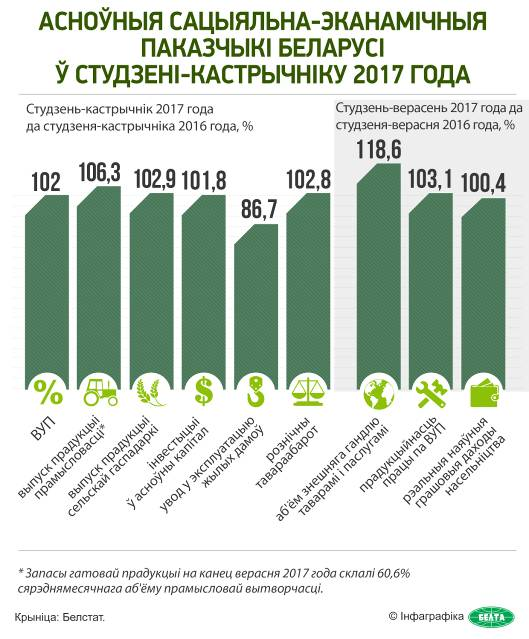 АСНОЎНЫЯ САЦЫЯЛЬНА-ЭКАНАМІЧНЫЯ
ПАКАЗЧЫКІ БЕЛАРУСІ
Ў СТУДЗЕНІ-КАСТРЫЧНІКУ 2017 ГОДА
Студзень-кастрычнік 2017 года
да студзеня-кастрычніка 2016 года, %
Студзень-верасень 2017 года да
студзеня-верасня 2016 года, %
102
106,3
102,9
101,8
86,7
102,8
118,6
103,1
100,4
%
$
ВУП
выпуск прадукцыі
прамысловасці*
выпуск прадукцыі
сельскай гаспадаркі
інвестыцыі
ў асноўны капітал
увод у эксплуатацыю
жылых дамоў
рознічны
тавараабарот
аб'ём знешняга гандлю
таварамі і паслугамі
прадукцыйнасць
працы па ВУП
рэальныя наяўныя
грашовыя даходы
насельніцтва
* Запасы гатовай прадукцыі на канец верасня 2017 года склалі 60,6%
сярэднямесячнага аб'ёму прамысловай вытворчасці.
Крыніца: Белстат.
© Інфаграфіка
БЕЛТА